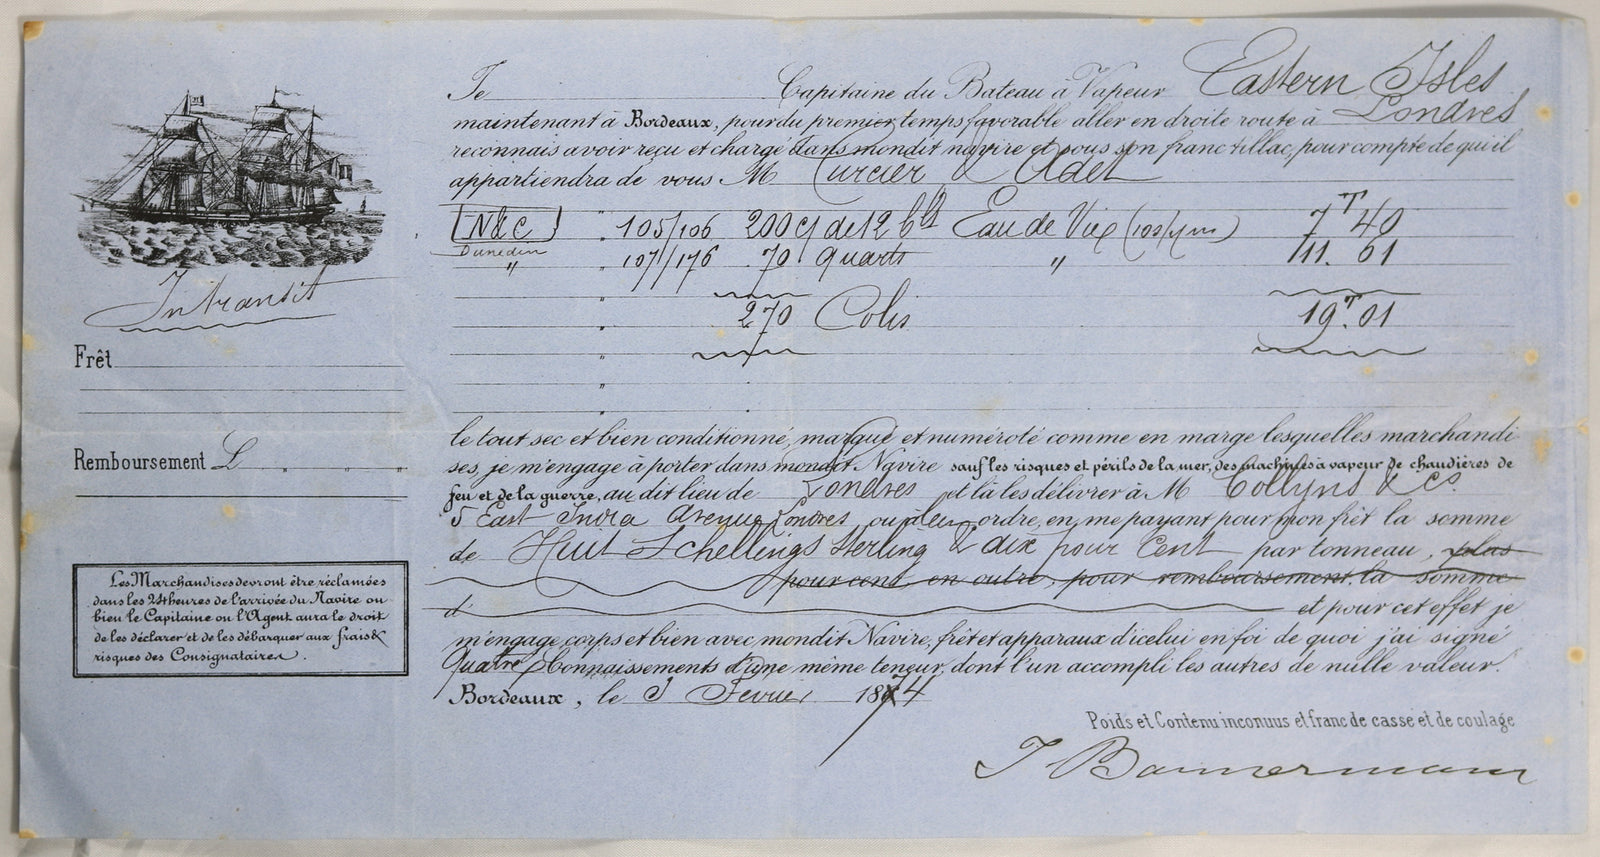 Je Capitaine du Bateau à Vapeur Eastern Isles
maintenant à Bordeaux, pour du premier temps favorable aller en droite route à Londres
reconnais avoir reçu et chargé dans mondit navire et sous son franc tillac, pour compte de qu'il
appartiendra de vous M Curcier & Adet
N&C " 105/106 200 c/ de 12 blls Eau de Vie 7T 40
Dunedin
" " 107/176 70 Quarts " 11. 61
270 Colis 19T.01
Intransit
Frêt
le tout sec et bien conditionné, marqué et numéroté comme en marge lesquelles marchandi
ses, je m'engage à porter dans mondit Navire sauf les risques et périls de la mer, des machines à vapeur de chaudières de
feu et de la guerre, au dit lieu de Londres et là les délivrer à M Collyns & Co.
5 East India Avenue Londres ou à leur ordre, en me payant pour mon frêt la somme
de Huit Schellings Sterling & dix pour Cent par tonneau, plus
pour cent en outre, pour remboursement la somme
d' et pour cet effet je
m'engage corps et bien avec mondit Navire, frêt et apparaux d'icelui en foi de quoi j'ai signé
Quatre Connaissements d'une même teneur, dont l'un accompli les autres de nulle valeur.
Bordeaux, le 3 Février 1874
Remboursement L
Les Marchandises devront être réclamées
dans les 24 heures de l'arrivée du Navire ou
bien le Capitaine ou l'Agent aura le droit
de les déclarer et de les débarquer aux frais &
risques des Consignataires.
Poids et Contenu inconnus et franc de casse et de coulage
J Bannerman